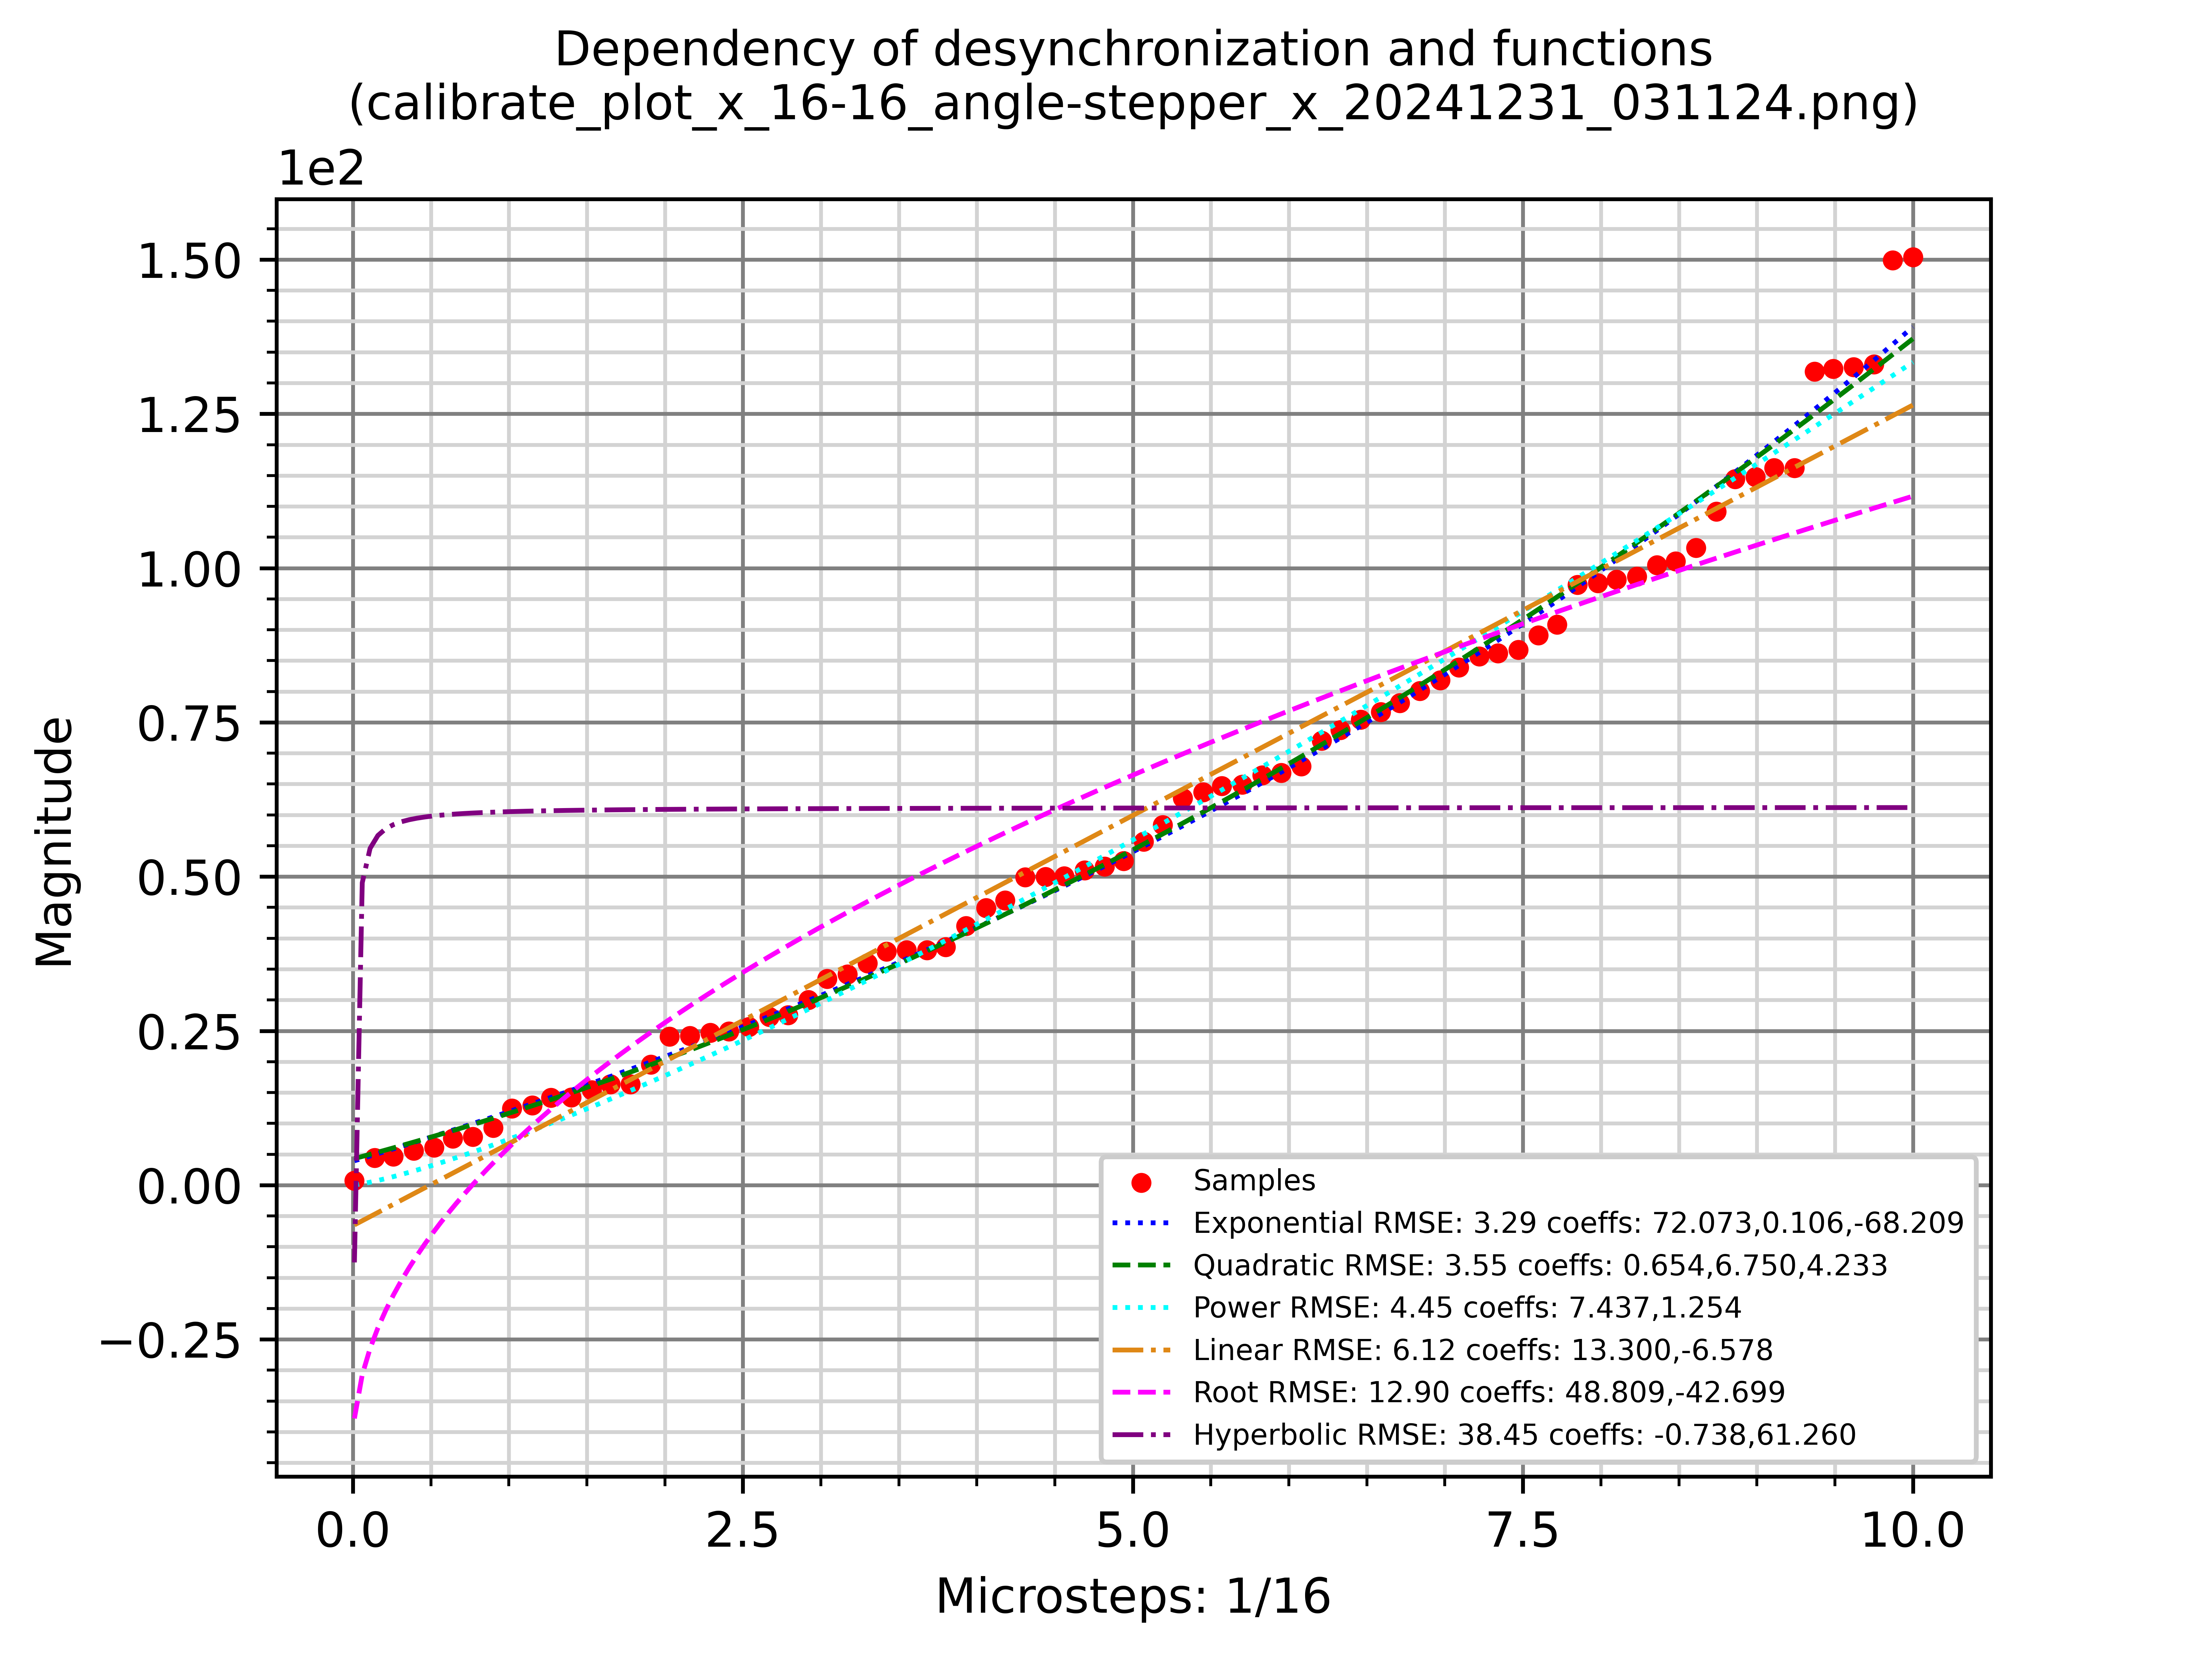 Dependency of desynchronization and functions
(calibrate_plot_x_16-16_angle-stepper_x_20241231_031124.png)
1e2
1.50
1.25
1.00
0.75
0.50
0.25
0.00
−0.25
Magnitude
Samples
Exponential RMSE: 3.29 coeffs: 72.073,0.106,-68.209
Quadratic RMSE: 3.55 coeffs: 0.654,6.750,4.233
Power RMSE: 4.45 coeffs: 7.437,1.254
Linear RMSE: 6.12 coeffs: 13.300,-6.578
Root RMSE: 12.90 coeffs: 48.809,-42.699
Hyperbolic RMSE: 38.45 coeffs: -0.738,61.260
0.0 2.5 5.0 7.5 10.0
Microsteps: 1/16